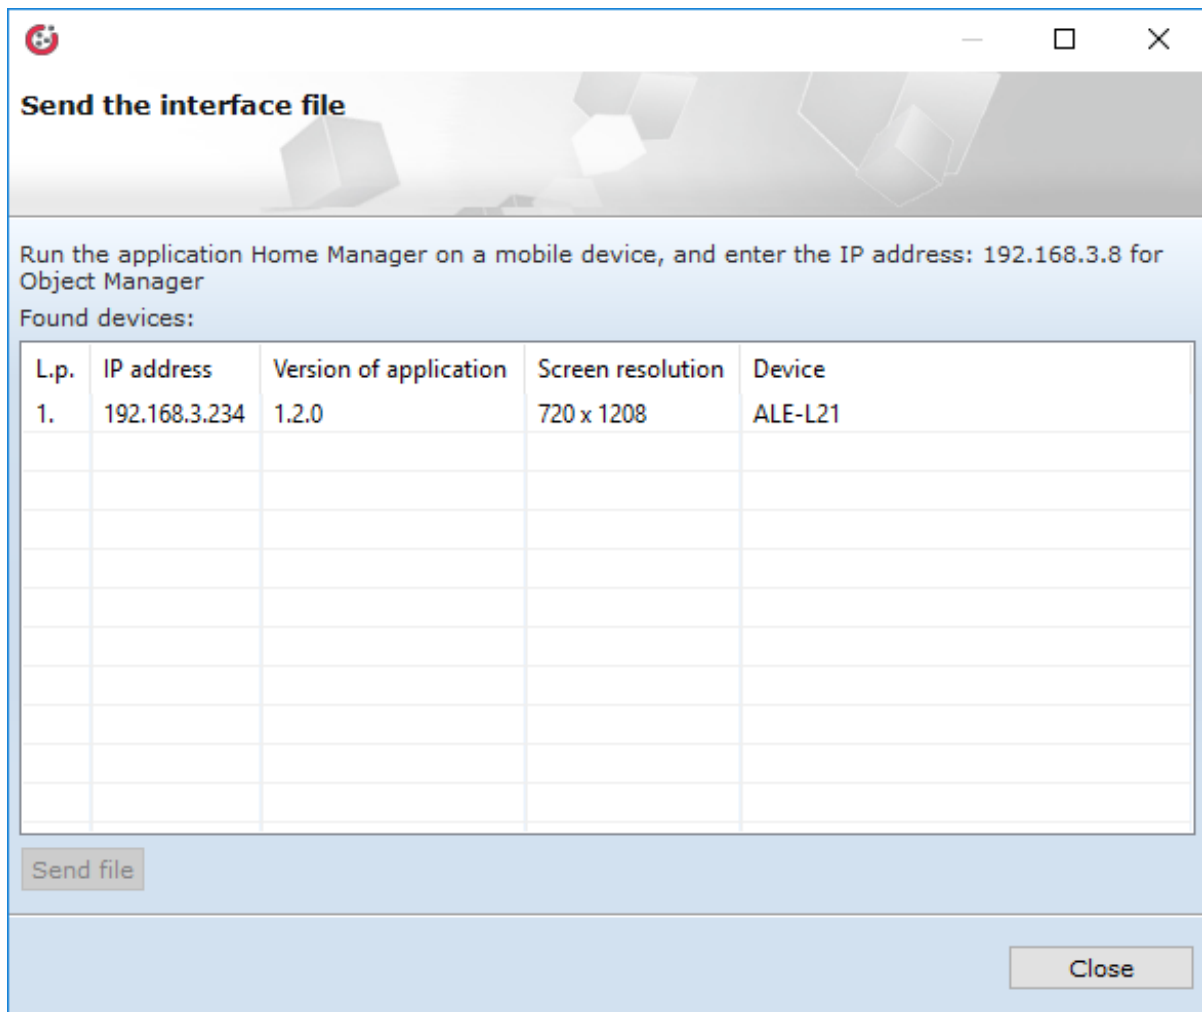 Send the interface file
Run the application Home Manager on a mobile device, and enter the IP address: 192.168.3.8 for
Object Manager
Found devices:
L.p. IP address Version of application Screen resolution Device
1. 192.168.3.234 1.2.0 720 x 1208 ALE-L21
Send file
Close